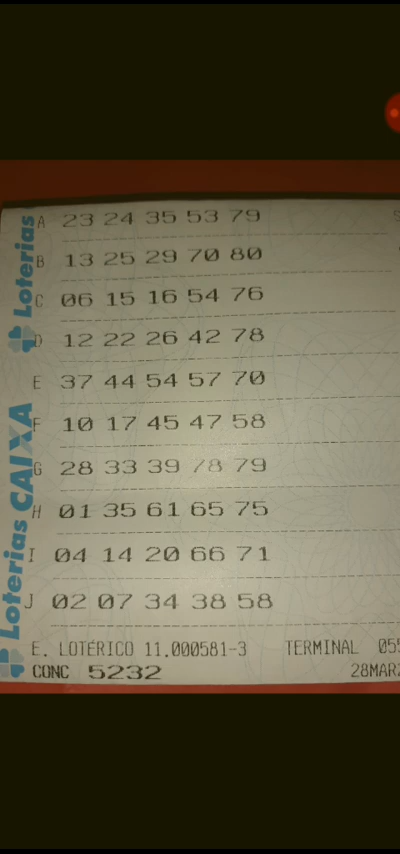 A 23 24 35 53 79
B 13 25 29 70 80
C 06 15 16 54 76
D 12 22 26 42 78
E 37 44 54 57 70
F 10 17 45 47 58
G 28 33 39 78 79
H 01 35 61 65 75
I 04 14 20 66 71
J 02 07 34 38 58
E. LOTÉRICO 11.000581-3 TERMINAL 055
CONC 5232 28MAR2
Loterias CAIXA
Loterias